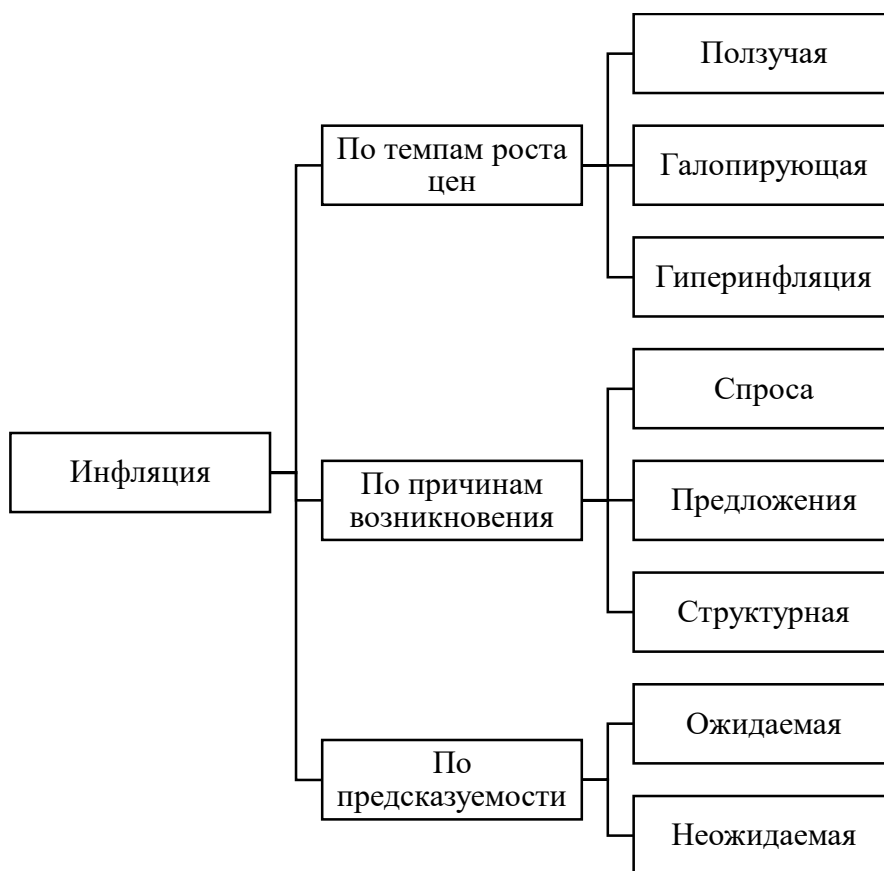 Ползучая
По темпам роста
цен
Галопирующая
Гиперинфляция
Спроса
Инфляция
По причинам
возникновения
Предложения
Структурная
Ожидаемая
По
предсказуемости
Неожидаемая